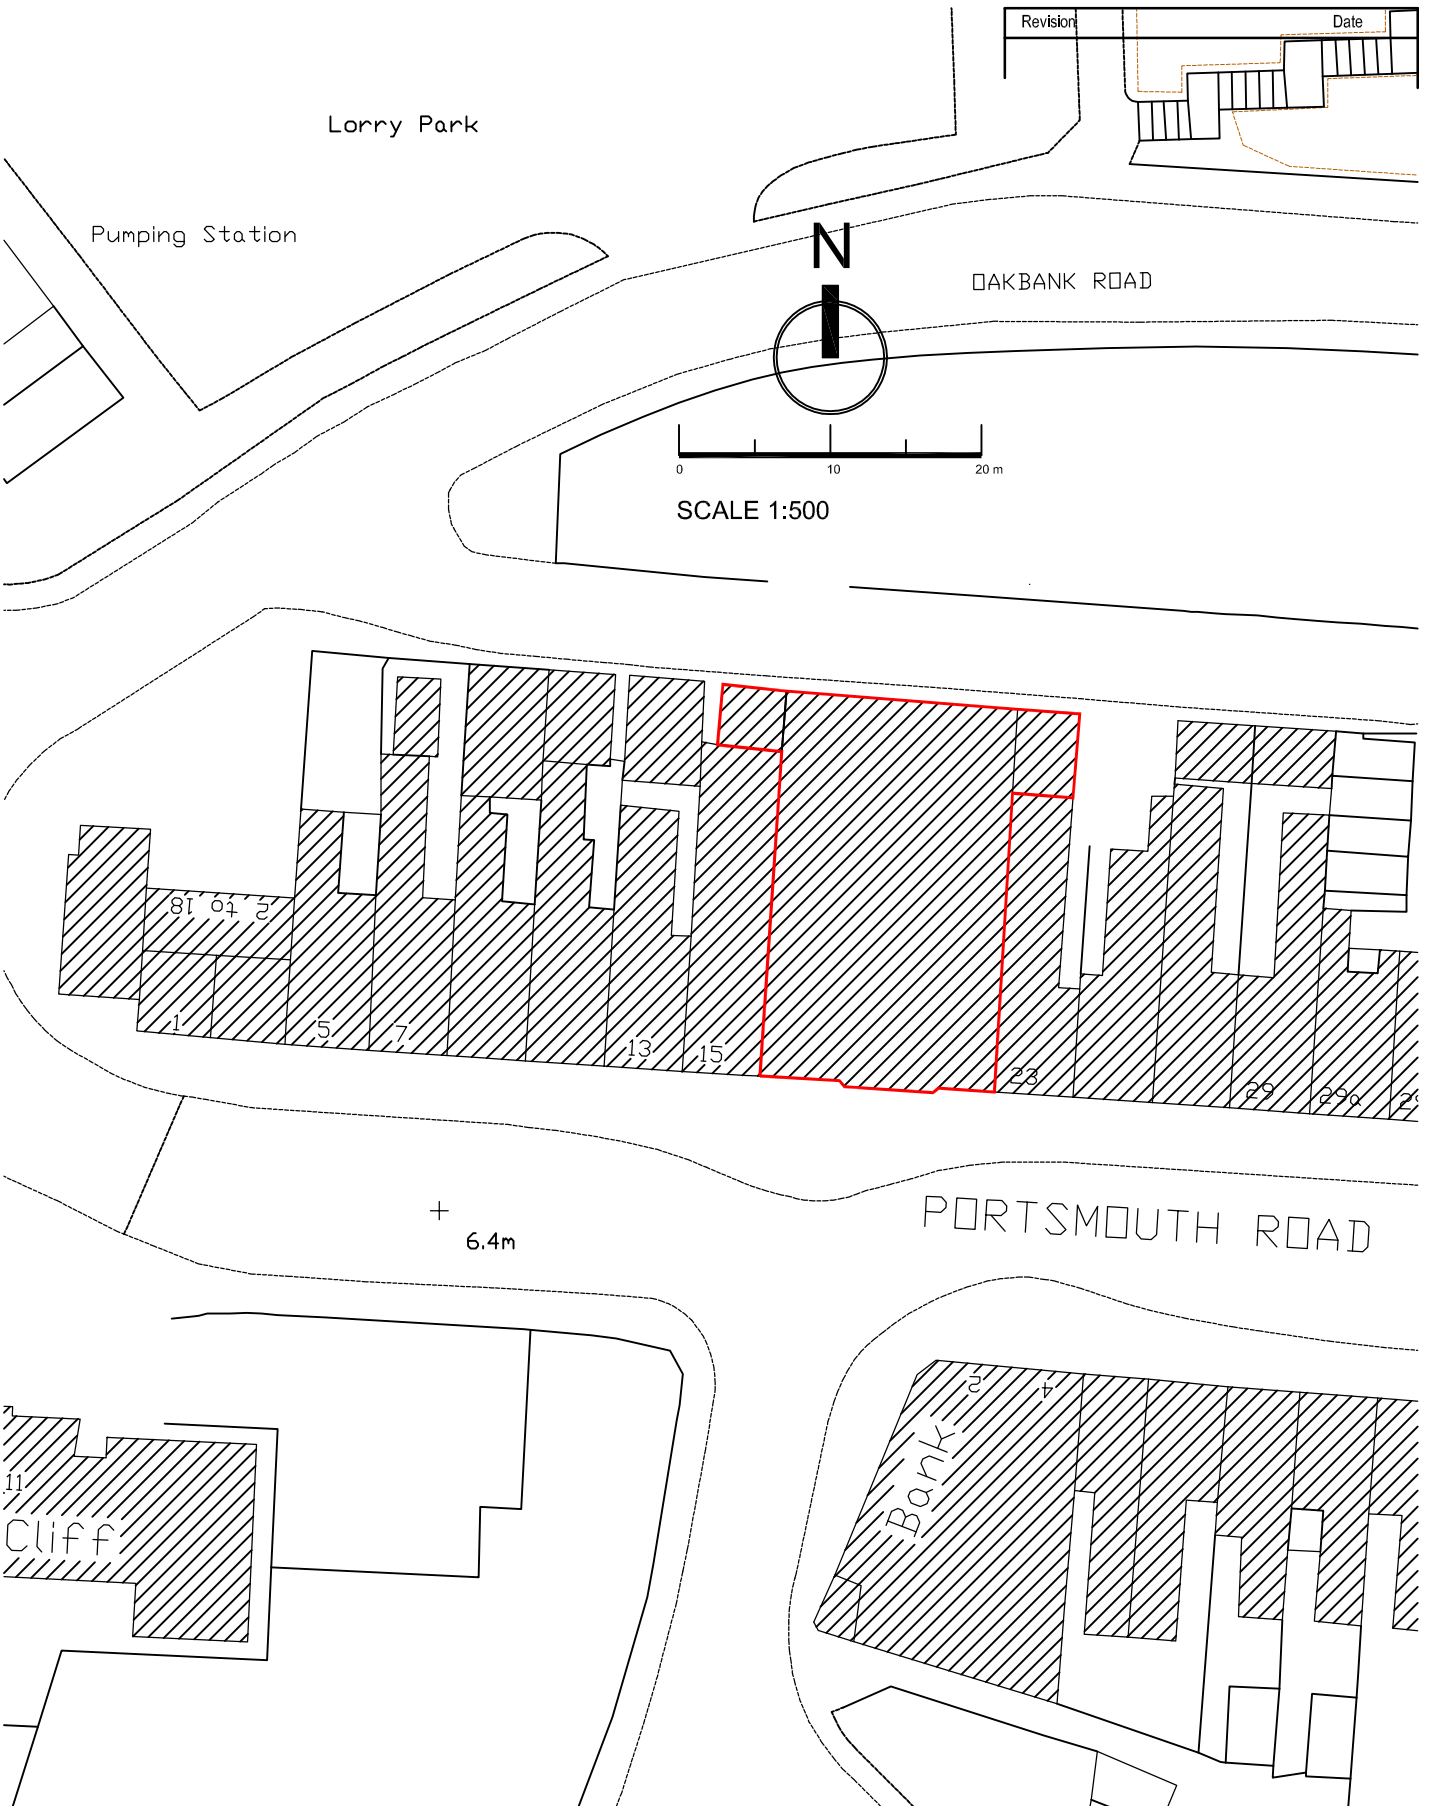 Revision Date
Lorry Park
Pumping Station
N
OAKBANK ROAD
0 10 20 m
SCALE 1:500
2 to 18
1
5
7
13
15
23
29
29a
PORTSMOUTH ROAD
6.4m
2 4
Bank
11
Cliff